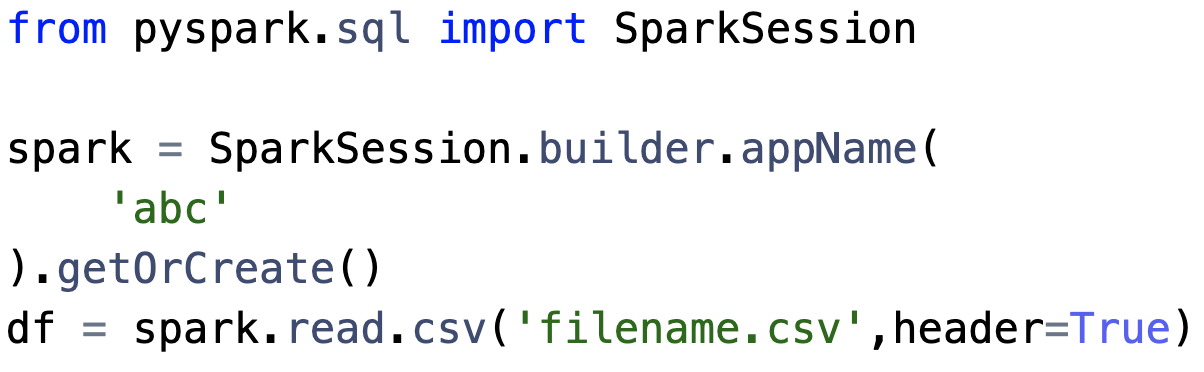 from pyspark.sql import SparkSession
spark = SparkSession.builder.appName(
    'abc'
).getOrCreate()
df = spark.read.csv('filename.csv',header=True)